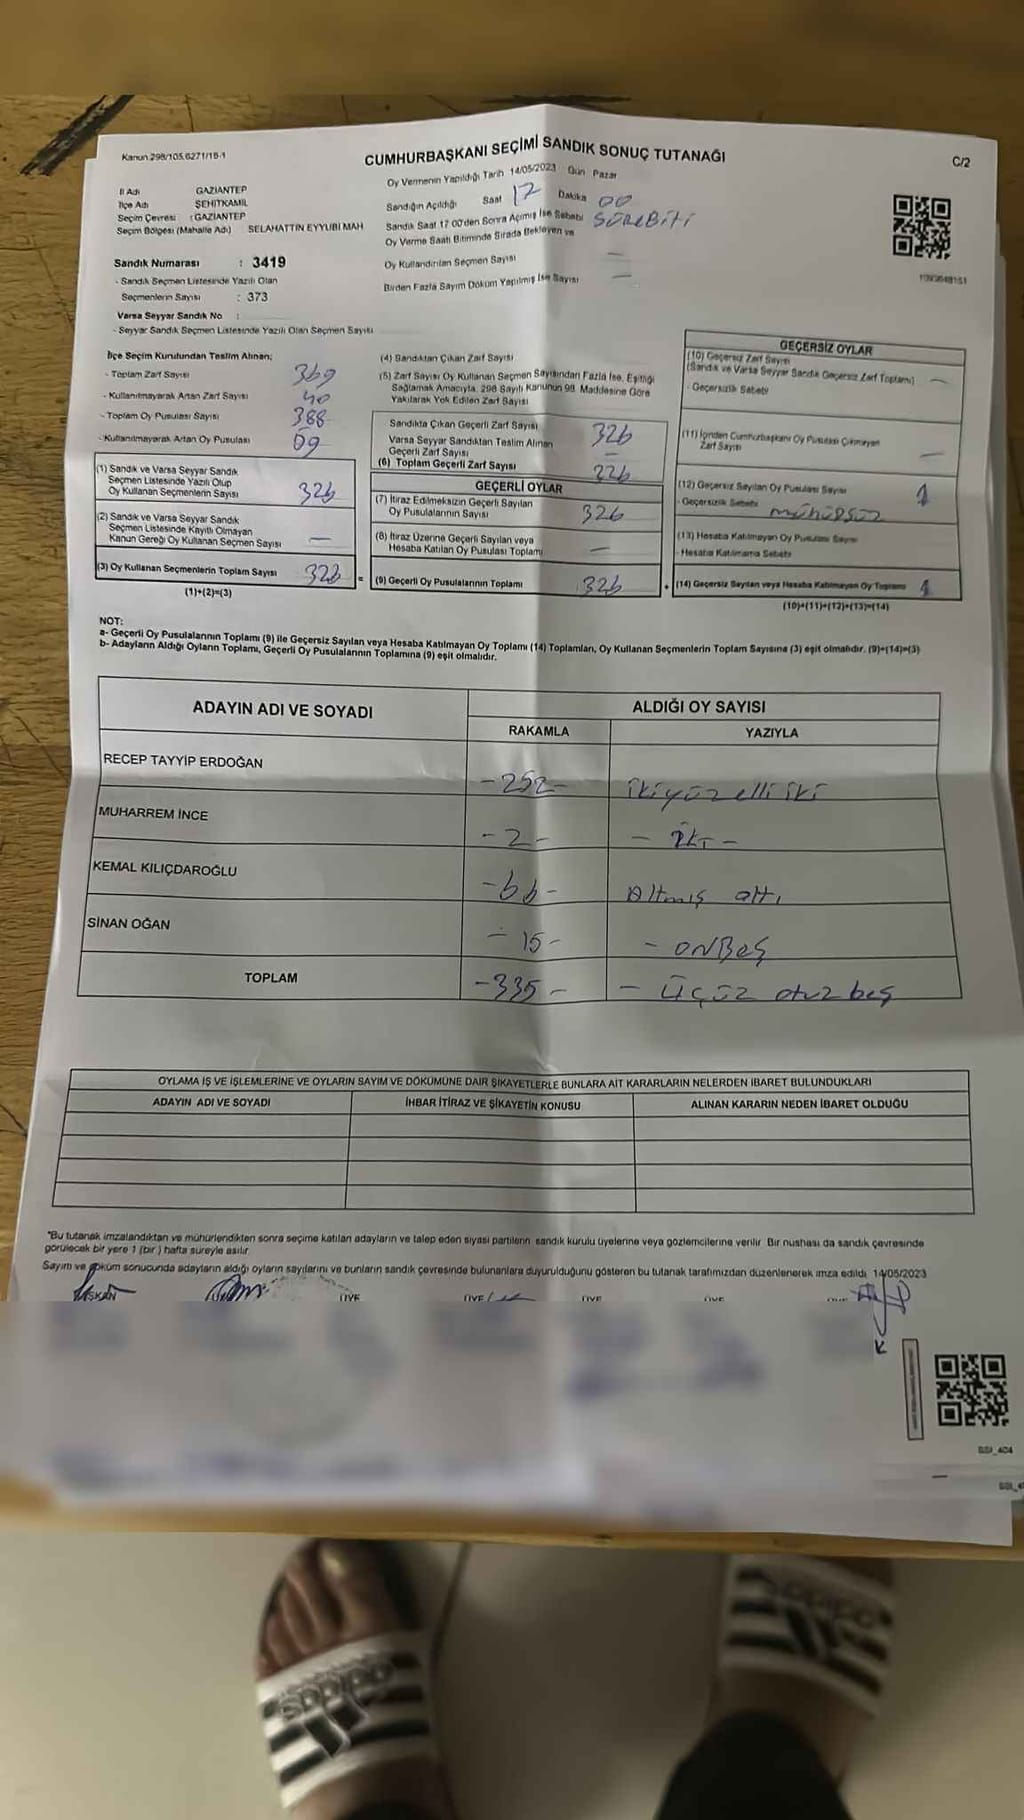 Kanun 298/105,6271/16-1
CUMHURBAŞKANI SEÇİMİ SANDIK SONUÇ TUTANAĞI
C/2
İl Adı GAZİANTEP
İlçe Adı ŞEHİTKAMİL
Seçim Çevresi : GAZİANTEP
Seçim Bölgesi (Mahalle Adı) SELAHATTİN EYYUBİ MAH
Sandık Numarası : 3419
- Sandık Seçmen Listesinde Yazılı Olan
Seçmenlerin Sayısı : 373
Varsa Seyyar Sandık No :
- Seyyar Sandık Seçmen Listesinde Yazılı Olan Seçmen Sayısı
Oy Vermenin Yapıldığı Tarih 14/05/2023 Gün Pazar
Sandığın Açıldığı Saat 17 Dakika 00
Sandık Saat 17 00'den Sonra Açımış İse Sebebi SÜREBİTİ
Oy Verme Saati Bitiminde Sırada Bekleyen ve
Oy Kullandırılan Seçmen Sayısı —
Birden Fazla Sayım Döküm Yapılmış İse Sayısı —
İlçe Seçim Kurulundan Teslim Alınan;
- Toplam Zarf Sayısı 369
- Kullanılmayarak Artan Zarf Sayısı 40
- Toplam Oy Pusulası Sayısı 388
- Kullanılmayarak Artan Oy Pusulası 59
(1) Sandık ve Varsa Seyyar Sandık
Seçmen Listesinde Yazılı Olup
Oy Kullanan Seçmenlerin Sayısı 326
(2) Sandık ve Varsa Seyyar Sandık
Seçmen Listesinde Kayıtlı Olmayan
Kanun Gereği Oy Kullanan Seçmen Sayısı —
(3) Oy Kullanan Seçmenlerin Toplam Sayısı 326 =
(1)+(2)=(3)
(4) Sandıktan Çıkan Zarf Sayısı
(5) Zarf Sayısı Oy Kullanan Seçmen Sayısından Fazla İse, Eşitliği
Sağlamak Amacıyla, 298 Sayılı Kanunun 98. Maddesine Göre
Yakılarak Yok Edilen Zarf Sayısı
Sandıkta Çıkan Geçerli Zarf Sayısı 326
Varsa Seyyar Sandıktan Teslim Alınan
Geçerli Zarf Sayısı —
(6) Toplam Geçerli Zarf Sayısı 326
GEÇERLİ OYLAR
(7) İtiraz Edilmeksizin Geçerli Sayılan
Oy Pusulalarının Sayısı 326
(8) İtiraz Üzerine Geçerli Sayılan veya
Hesaba Katılan Oy Pusulası Toplamı —
(9) Geçerli Oy Pusulalarının Toplamı 326 +
GEÇERSİZ OYLAR
(10) Geçersiz Zarf Sayısı
(Sandık ve Varsa Seyyar Sandık Geçersiz Zarf Toplamı) —
- Geçersizlik Sebebi
(11) İçinden Cumhurbaşkanı Oy Pusulası Çıkmayan
Zarf Sayısı —
(12) Geçersiz Sayılan Oy Pusulası Sayısı 1
- Geçersizlik Sebebi MÜHÜRSÜZ
(13) Hesaba Katılmayan Oy Pusulası Sayısı
- Hesaba Katılmama Sebebi
(14) Geçersiz Sayılan veya Hesaba Katılmayan Oy Toplamı 1
(10)+(11)+(12)+(13)=(14)
NOT:
a- Geçerli Oy Pusulalarının Toplamı (9) ile Geçersiz Sayılan veya Hesaba Katılmayan Oy Toplamı (14) Toplamları, Oy Kullanan Seçmenlerin Toplam Sayısına (3) eşit olmalıdır. (9)+(14)=(3)
b- Adayların Aldığı Oyların Toplamı, Geçerli Oy Pusulalarının Toplamına (9) eşit olmalıdır.
ADAYIN ADI VE SOYADI
ALDIĞI OY SAYISI
RAKAMLA YAZIYLA
RECEP TAYYİP ERDOĞAN -252- ikiyüz elli iki
MUHARREM İNCE -2- - İKİ -
KEMAL KILIÇDAROĞLU -66- Altmış altı
SİNAN OĞAN - 15 - - ONBEŞ
TOPLAM -335 - - Üçüz otuz beş
OYLAMA İŞ VE İŞLEMLERİNE VE OYLARIN SAYIM VE DÖKÜMÜNE DAİR ŞİKAYETLERLE BUNLARA AİT KARARLARIN NELERDEN İBARET BULUNDUKLARI
ADAYIN ADI VE SOYADI İHBAR İTİRAZ VE ŞİKAYETİN KONUSU ALINAN KARARIN NEDEN İBARET OLDUĞU
*Bu tutanak imzalandıktan ve mühürlendikten sonra seçime katılan adayların ve talep eden siyasi partilerin sandık kurulu üyelerine veya gözlemcilerine verilir. Bir nüshası da sandık çevresinde
görülecek bir yere 1 (bir) hafta süreyle asılır.
Sayım ve döküm sonucunda adayların aldığı oyların sayılarını ve bunların sandık çevresinde bulunanlara duyurulduğunu gösteren bu tutanak tarafımızdan düzenlenerek imza edildi. 14/05/2023
BAŞKAN ÜYE ÜYE ÜYE ÜYE
SSI_404
adidas
adidas